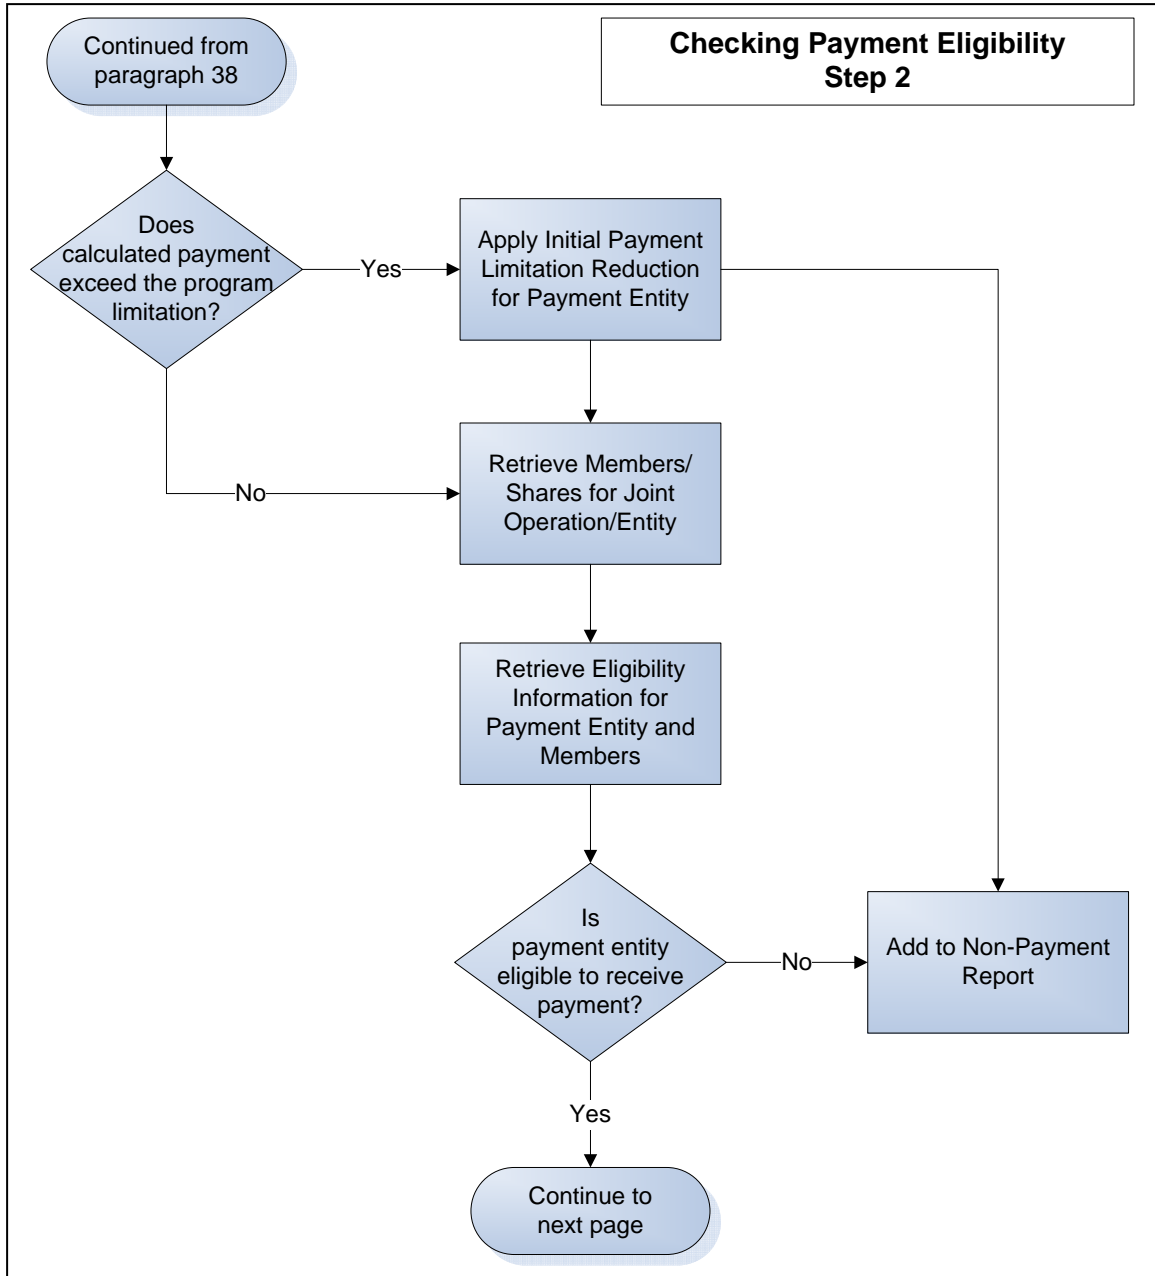 Continued from
paragraph 38
Checking Payment Eligibility
Step 2
Does
calculated payment
exceed the program
limitation?
Yes
Apply Initial Payment
Limitation Reduction
for Payment Entity
No
Retrieve Members/
Shares for Joint
Operation/Entity
Retrieve Eligibility
Information for
Payment Entity and
Members
Is
payment entity
eligible to receive
payment?
No
Add to Non-Payment
Report
Yes
Continue to
next page